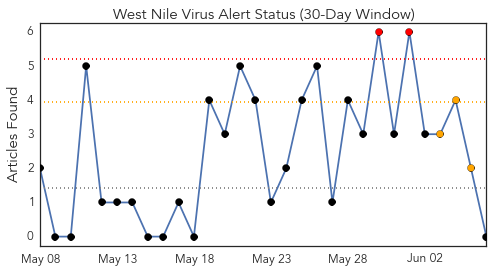 West Nile Virus Alert Status (30-Day Window)
Articles Found
6
5
4
3
2
1
0
May 08 May 13 May 18 May 23 May 28 Jun 02